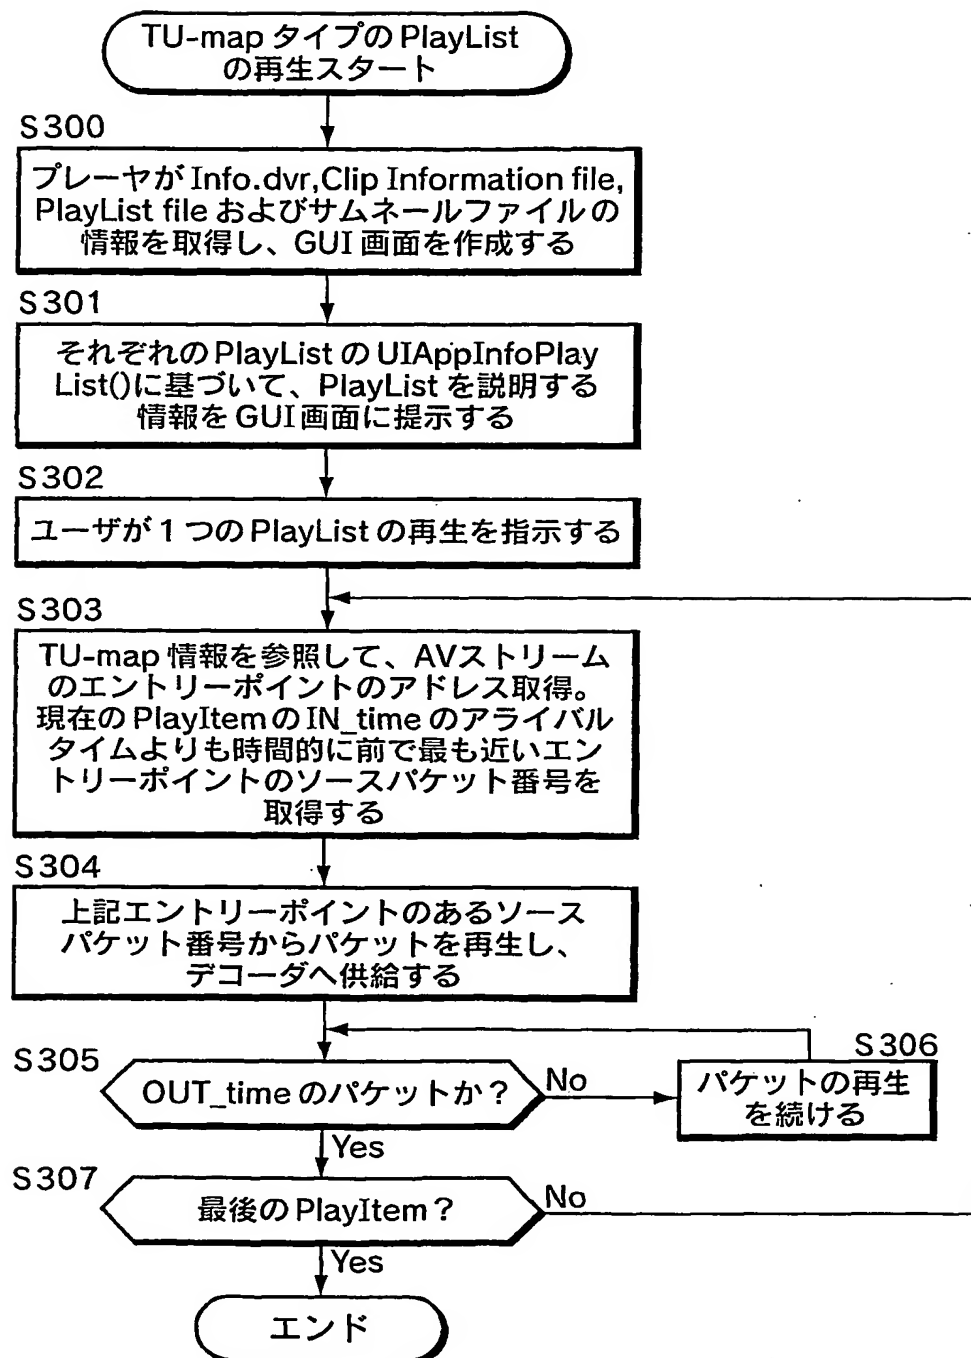 TU-map タイプの PlayList
の再生スタート
S300
プレーヤが Info.dvr,Clip Information file,
PlayList file およびサムネールファイルの
情報を取得し、GUI 画面を作成する
S301
それぞれの PlayList の UIAppInfoPlay
List()に基づいて、PlayList を説明する
情報を GUI 画面に提示する
S302
ユーザが 1 つの PlayList の再生を指示する
S303
TU-map 情報を参照して、AVストリーム
のエントリーポイントのアドレス取得。
現在の PlayItem の IN_time のアライバル
タイムよりも時間的に前で最も近いエン
トリーポイントのソースパケット番号を
取得する
S304
上記エントリーポイントのあるソース
パケット番号からパケットを再生し、
デコーダへ供給する
S305
OUT_time のパケットか？
No
S306
パケットの再生
を続ける
Yes
S307
最後の PlayItem？
No
Yes
エンド